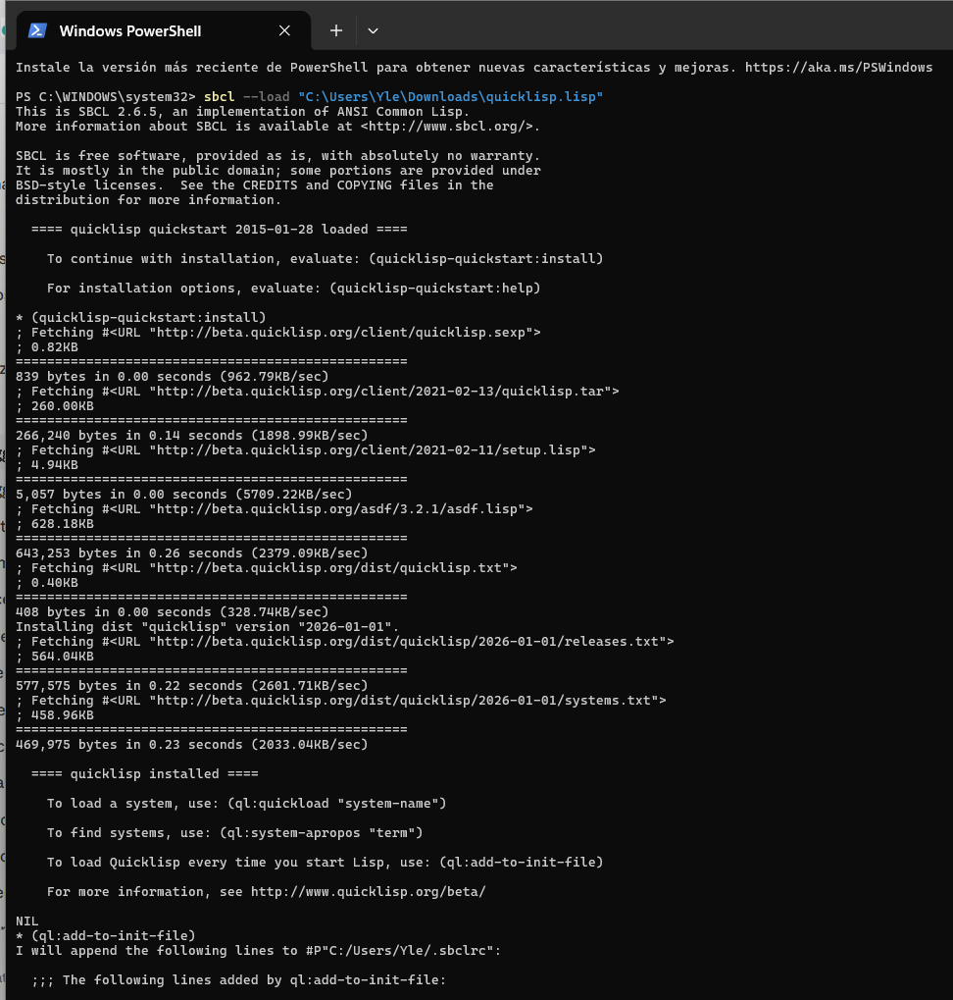 Windows PowerShell
Instale la versión más reciente de PowerShell para obtener nuevas características y mejoras. https://aka.ms/PSWindows
PS C:\WINDOWS\system32> sbcl --load "C:\Users\Yle\Downloads\quicklisp.lisp"
This is SBCL 2.6.5, an implementation of ANSI Common Lisp.
More information about SBCL is available at <http://www.sbcl.org/>.
SBCL is free software, provided as is, with absolutely no warranty.
It is mostly in the public domain; some portions are provided under
BSD-style licenses.  See the CREDITS and COPYING files in the
distribution for more information.
==== quicklisp quickstart 2015-01-28 loaded ====
To continue with installation, evaluate: (quicklisp-quickstart:install)
For installation options, evaluate: (quicklisp-quickstart:help)
* (quicklisp-quickstart:install)
; Fetching #<URL "http://beta.quicklisp.org/client/quicklisp.sexp">
; 0.82KB
==================================================
839 bytes in 0.00 seconds (962.79KB/sec)
; Fetching #<URL "http://beta.quicklisp.org/client/2021-02-13/quicklisp.tar">
; 260.00KB
==================================================
266,240 bytes in 0.14 seconds (1898.99KB/sec)
; Fetching #<URL "http://beta.quicklisp.org/client/2021-02-11/setup.lisp">
; 4.94KB
==================================================
5,057 bytes in 0.00 seconds (5709.22KB/sec)
; Fetching #<URL "http://beta.quicklisp.org/asdf/3.2.1/asdf.lisp">
; 628.18KB
==================================================
643,253 bytes in 0.26 seconds (2379.09KB/sec)
; Fetching #<URL "http://beta.quicklisp.org/dist/quicklisp.txt">
; 0.40KB
==================================================
408 bytes in 0.00 seconds (328.74KB/sec)
Installing dist "quicklisp" version "2026-01-01".
; Fetching #<URL "http://beta.quicklisp.org/dist/quicklisp/2026-01-01/releases.txt">
; 564.04KB
==================================================
577,575 bytes in 0.22 seconds (2601.71KB/sec)
; Fetching #<URL "http://beta.quicklisp.org/dist/quicklisp/2026-01-01/systems.txt">
; 458.96KB
==================================================
469,975 bytes in 0.23 seconds (2033.04KB/sec)
==== quicklisp installed ====
To load a system, use: (ql:quickload "system-name")
To find systems, use: (ql:system-apropos "term")
To load Quicklisp every time you start Lisp, use: (ql:add-to-init-file)
For more information, see http://www.quicklisp.org/beta/
NIL
* (ql:add-to-init-file)
I will append the following lines to #P"C:/Users/Yle/.sbclrc":
;;; The following lines added by ql:add-to-init-file: